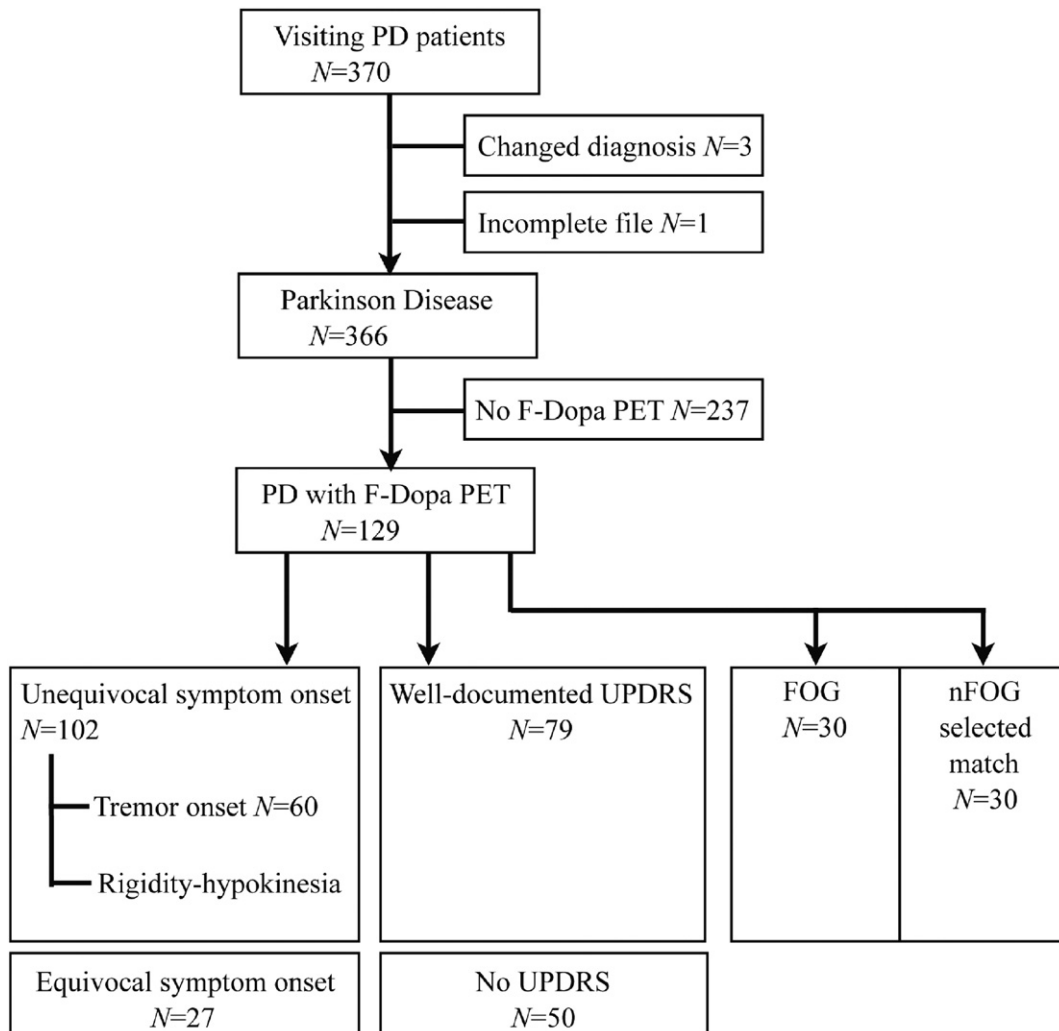 Visiting PD patients
N=370
Changed diagnosis N=3
Incomplete file N=1
Parkinson Disease
N=366
No F-Dopa PET N=237
PD with F-Dopa PET
N=129
Unequivocal symptom onset
N=102
Tremor onset N=60
Rigidity-hypokinesia
Equivocal symptom onset
N=27
Well-documented UPDRS
N=79
No UPDRS
N=50
FOG
N=30
nFOG
selected
match
N=30